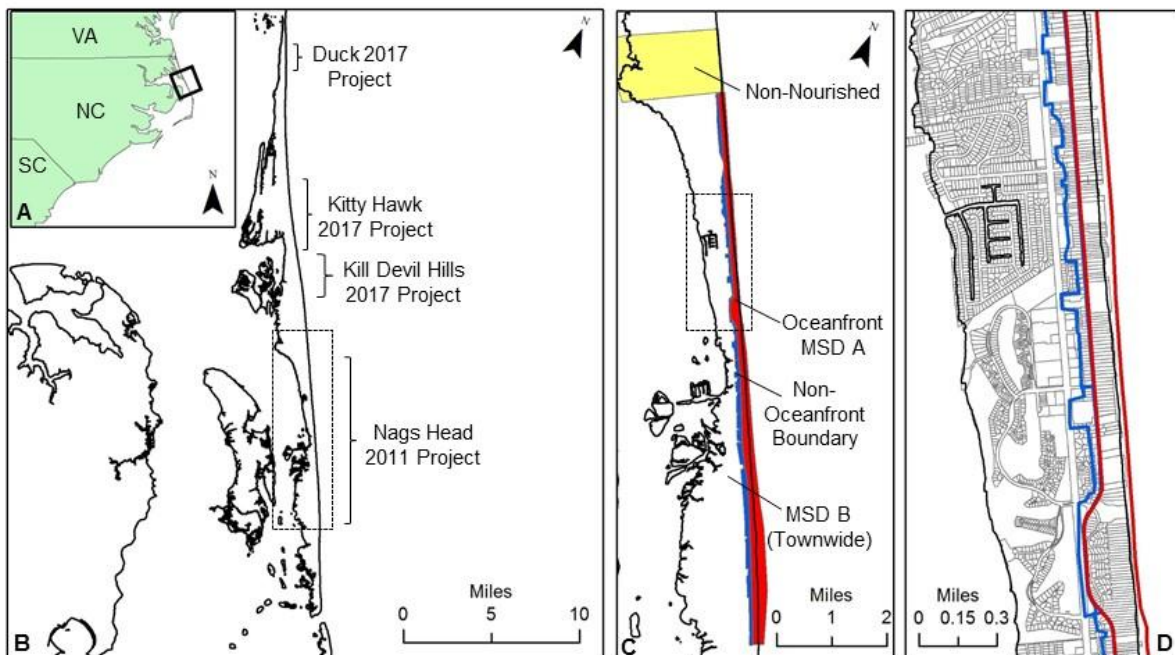 VA
NC
SC
N
A
N
Duck 2017
Project
Kitty Hawk
2017 Project
Kill Devil Hills
2017 Project
Nags Head
2011 Project
Miles
0 5 10
B
N
Non-Nourished
Oceanfront
MSD A
Non-
Oceanfront
Boundary
MSD B
(Townwide)
Miles
0 1 2
C
0 0.15 0.3
Miles
D